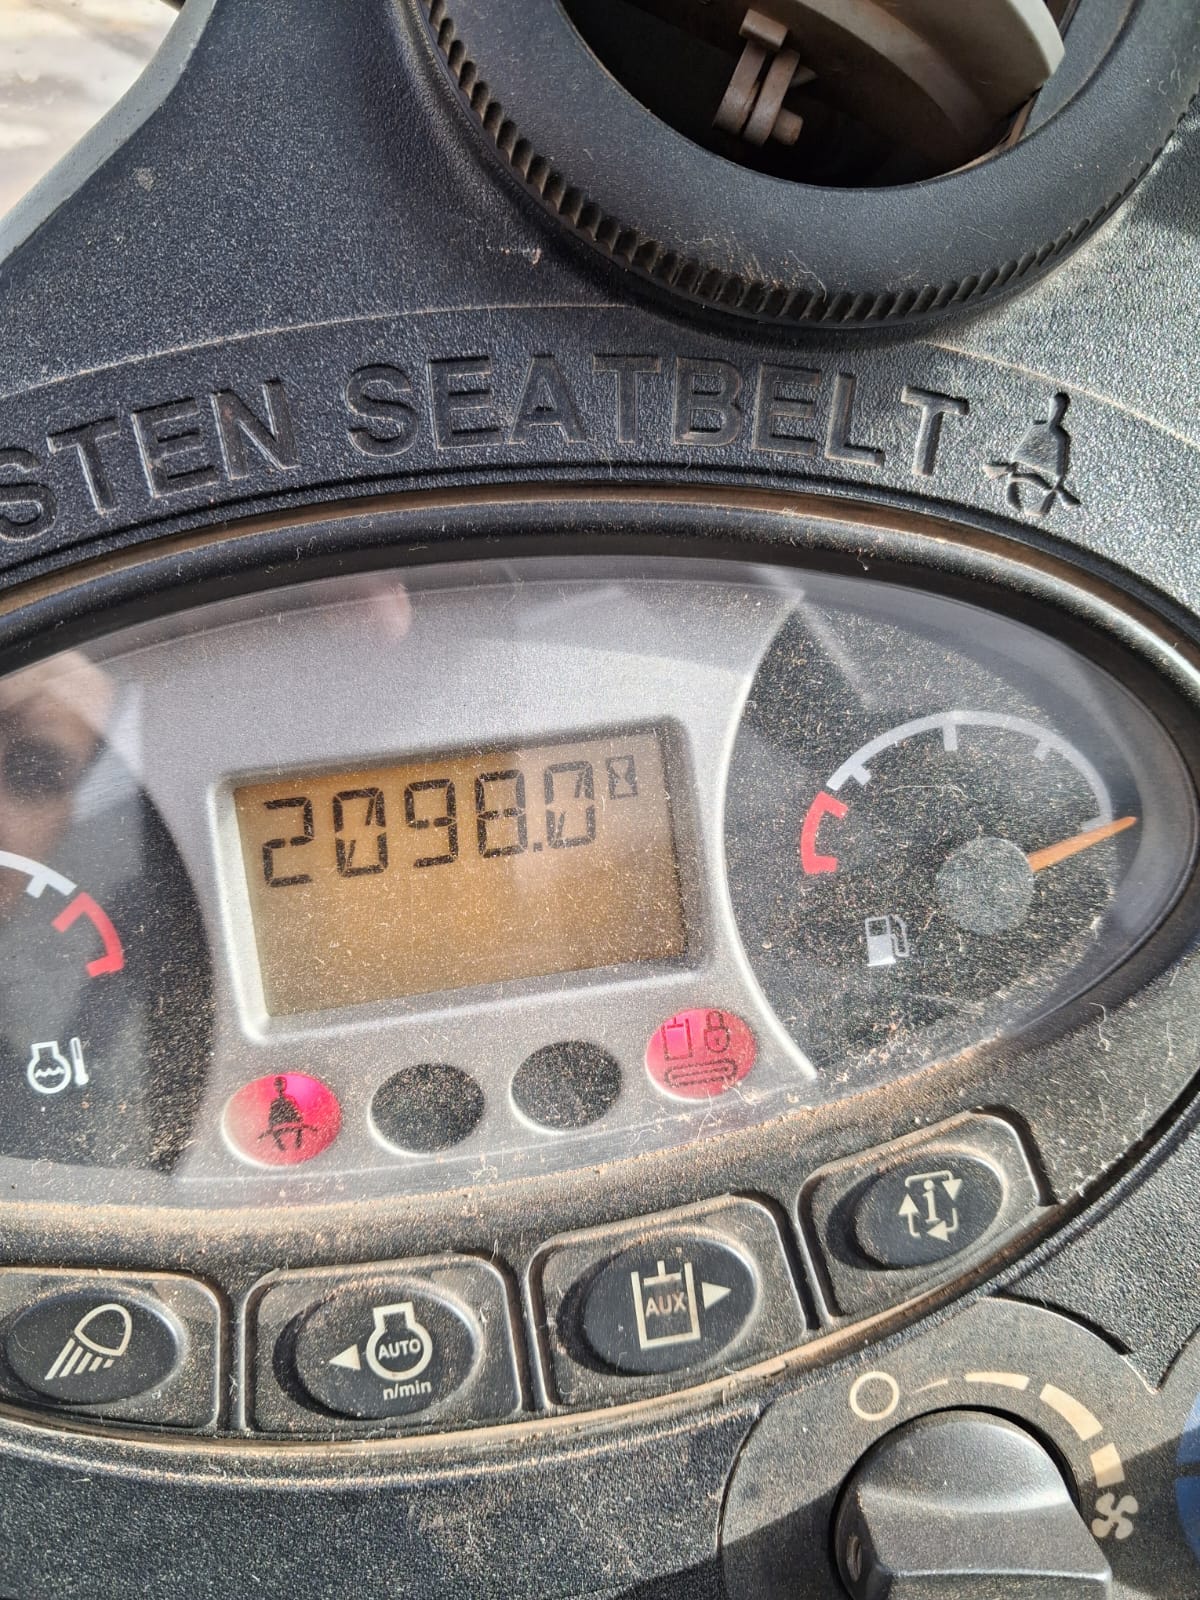 STEN SEATBELT
2098.0
AUTO
n/min
AUX
i